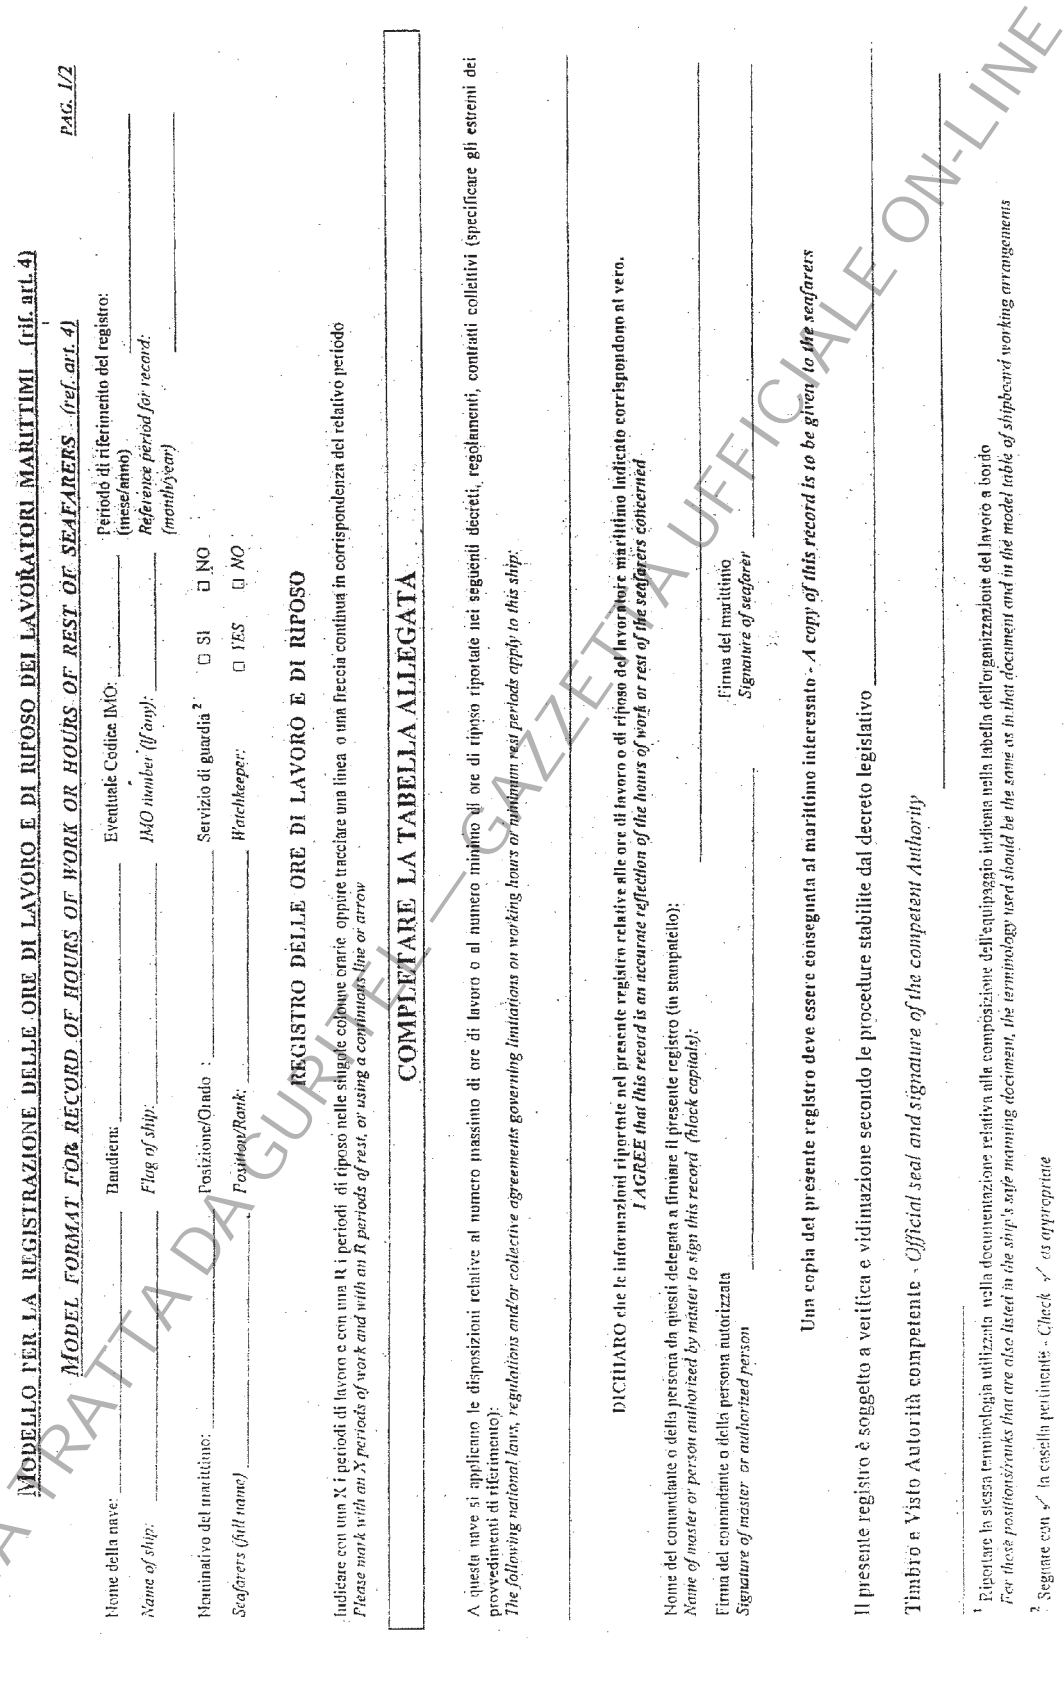 MODELLO PER LA REGISTRAZIONE DELLE ORE DI LAVORO E DI RIPOSO DEI LAVORATORI MARITTIMI (rif. art. 4)
MODEL FORMAT FOR RECORD OF HOURS OF WORK OR HOURS OF REST OF SEAFARERS (ref. art. 4) 1
PAG. 1/2
Nome della nave: Bandiera: Eventuale Codice IMO: Periodo di riferimento del registro:
(mese/anno)
Name of ship: Flag of ship: IMO number (if any): Reference period for record:
(month/year)
Nominativo del marittimo: Posizione/Grado : Servizio di guardia 2 □ SI □ NO
Seafarers (full name) Position/Rank: Watchkeeper: □ YES □ NO
REGISTRO DELLE ORE DI LAVORO E DI RIPOSO
Indicare con una X i periodi di lavoro e con una R i periodi di riposo nelle singole colonne orarie oppure tracciare una linea o una freccia continua in corrispondenza del relativo periodo
Please mark with an X periods of work and with an R periods of rest, or using a continuous line or arrow
COMPLETARE LA TABELLA ALLEGATA
A questa nave si applicano le disposizioni relative al numero massimo di ore di lavoro o al numero minimo di ore di riposo riportate nei seguenti decreti, regolamenti, contratti collettivi (specificare gli estremi dei
provvedimenti di riferimento):
The following national laws, regulations and/or collective agreements governing limitations on working hours or minimum rest periods apply to this ship:
DICHIARO che le informazioni riportate nel presente registro relative alle ore di lavoro o di riposo del lavoratore marittimo indicato corrispondono al vero.
I AGREE that this record is an accurate reflection of the hours of work or rest of the seafarers concerned
Nome del comandante o della persona da questi delegata a firmare il presente registro (in stampatello):
Name of master or person authorized by master to sign this record (block capitals):
Firma del comandante o della persona autorizzata Firma del marittimo
Signature of master or authorized person Signature of seafarer
Una copia del presente registro deve essere consegnata al marittimo interessato - A copy of this record is to be given to the seafarers
Il presente registro è soggetto a verifica e vidimazione secondo le procedure stabilite dal decreto legislativo
Timbro e Visto Autorità competente - Official seal and signature of the competent Authority
1 Riportare la stessa terminologia utilizzata nella documentazione relativa alla composizione dell'equipaggio indicata nella tabella dell'organizzazione del lavoro a bordo
For those positions/ranks that are also listed in the ship's safe manning document, the terminology used should be the same as in that document and in the model table of shipboard working arrangements
2 Segnare con ✓ la casella pertinente - Check ✓ as appropriate
TRATTA DA GURITEL — GAZZETTA UFFICIALE ON-LINE